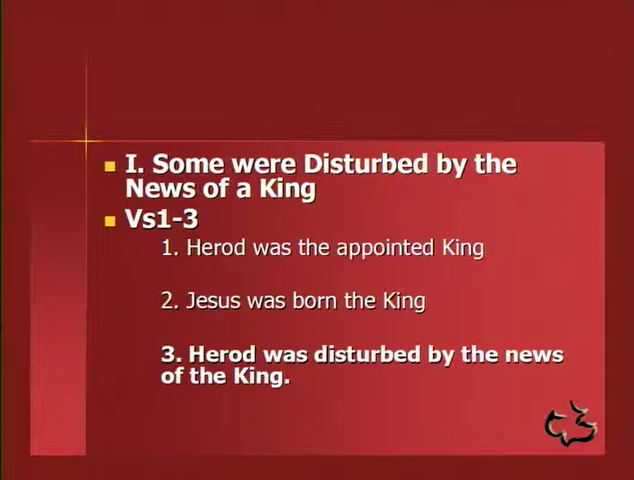 I. Some were Disturbed by the
News of a King
Vs1-3
1. Herod was the appointed King
2. Jesus was born the King
3. Herod was disturbed by the news
of the King.